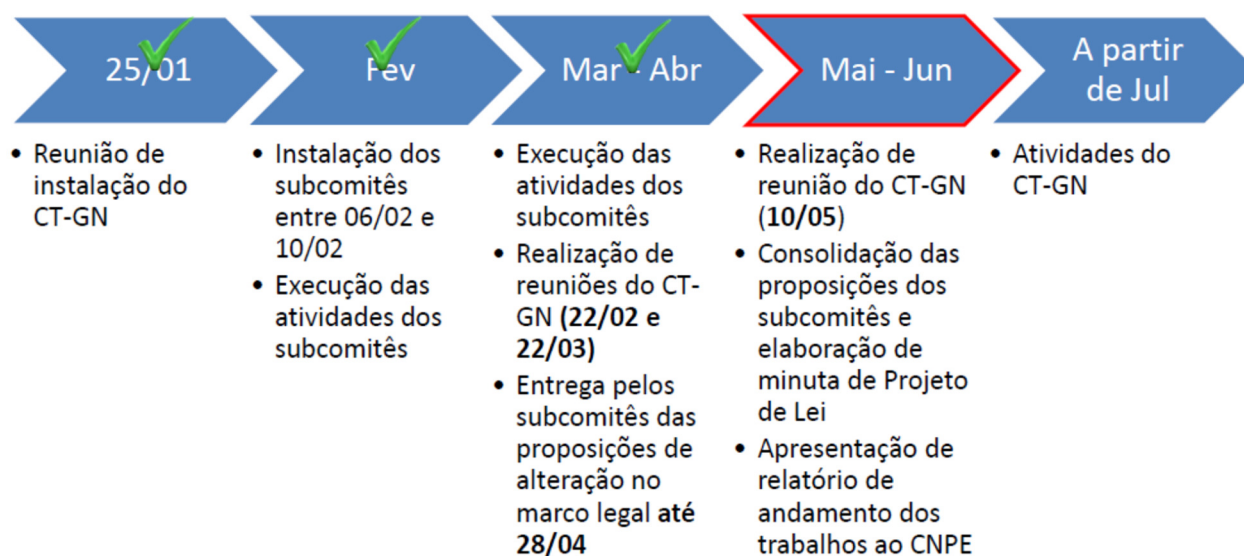 25/01
Fev
Mar - Abr
Mai - Jun
A partir
de Jul
• Reunião de
instalação do
CT-GN
• Instalação dos
subcomitês
entre 06/02 e
10/02
• Execução das
atividades dos
subcomitês
• Execução das
atividades dos
subcomitês
• Realização de
reuniões do CT-
GN (22/02 e
22/03)
• Entrega pelos
subcomitês das
proposições de
alteração no
marco legal até
28/04
• Realização de
reunião do CT-GN
(10/05)
• Consolidação das
proposições dos
subcomitês e
elaboração de
minuta de Projeto
de Lei
• Apresentação de
relatório de
andamento dos
trabalhos ao CNPE
• Atividades do
CT-GN